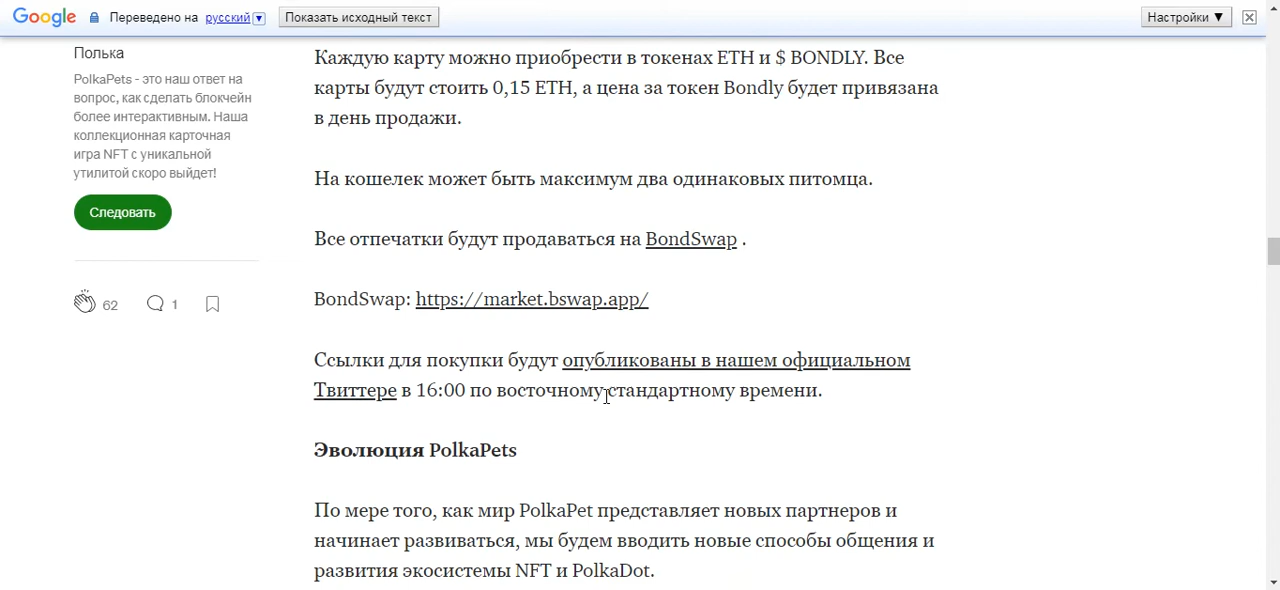 Google Переведено на русский ▼ Показать исходный текст Настройки ▼
Полька
PolkaPets - это наш ответ на
вопрос, как сделать блокчейн
более интерактивным. Наша
коллекционная карточная
игра NFT с уникальной
утилитой скоро выйдет!
Следовать
62 1
Каждую карту можно приобрести в токенах ETH и $ BONDLY. Все
карты будут стоить 0,15 ETH, а цена за токен Bondly будет привязана
в день продажи.
На кошелек может быть максимум два одинаковых питомца.
Все отпечатки будут продаваться на BondSwap .
BondSwap: https://market.bswap.app/
Ссылки для покупки будут опубликованы в нашем официальном
Твиттере в 16:00 по восточному стандартному времени.
Эволюция PolkaPets
По мере того, как мир PolkaPet представляет новых партнеров и
начинает развиваться, мы будем вводить новые способы общения и
развития экосистемы NFT и PolkaDot.